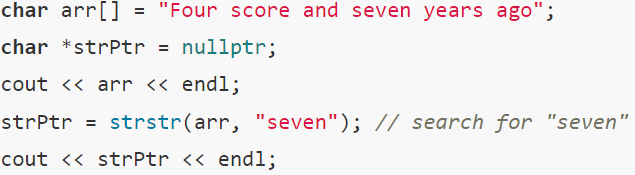 char arr[] = "Four score and seven years ago";
char *strPtr = nullptr;
cout << arr << endl;
strPtr = strstr(arr, "seven"); // search for "seven"
cout << strPtr << endl;